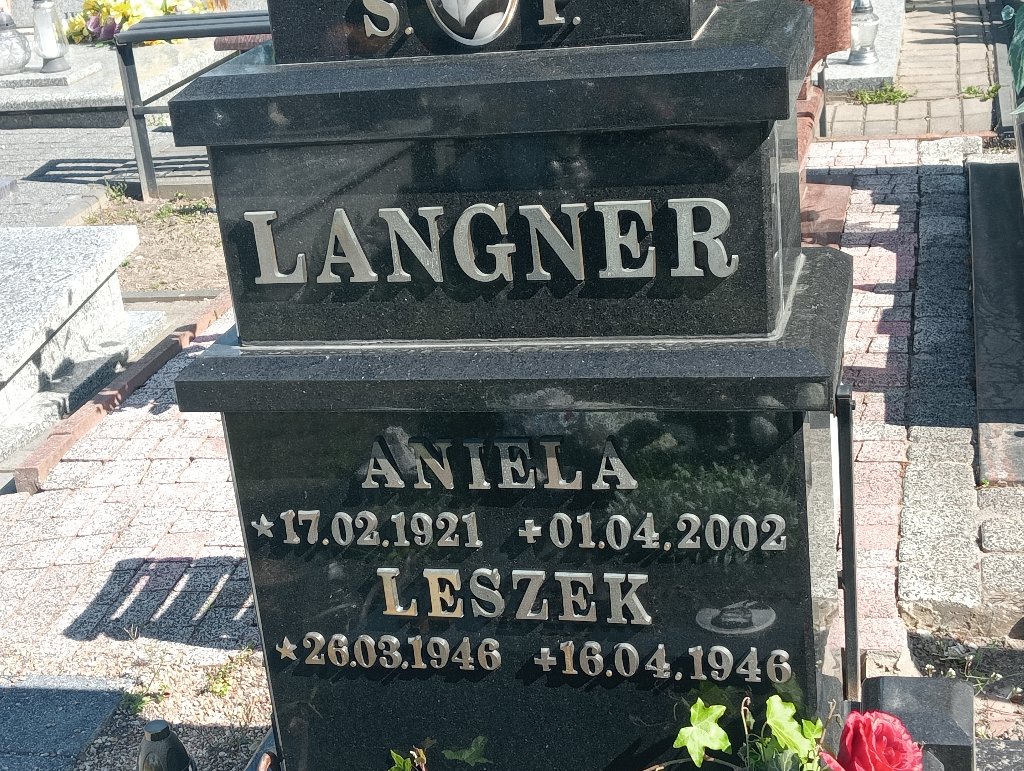 S. P.
LANGNER
ANIELA
*17.02.1921 +01.04.2002
LESZEK
*26.03.1946 +16.04.1946